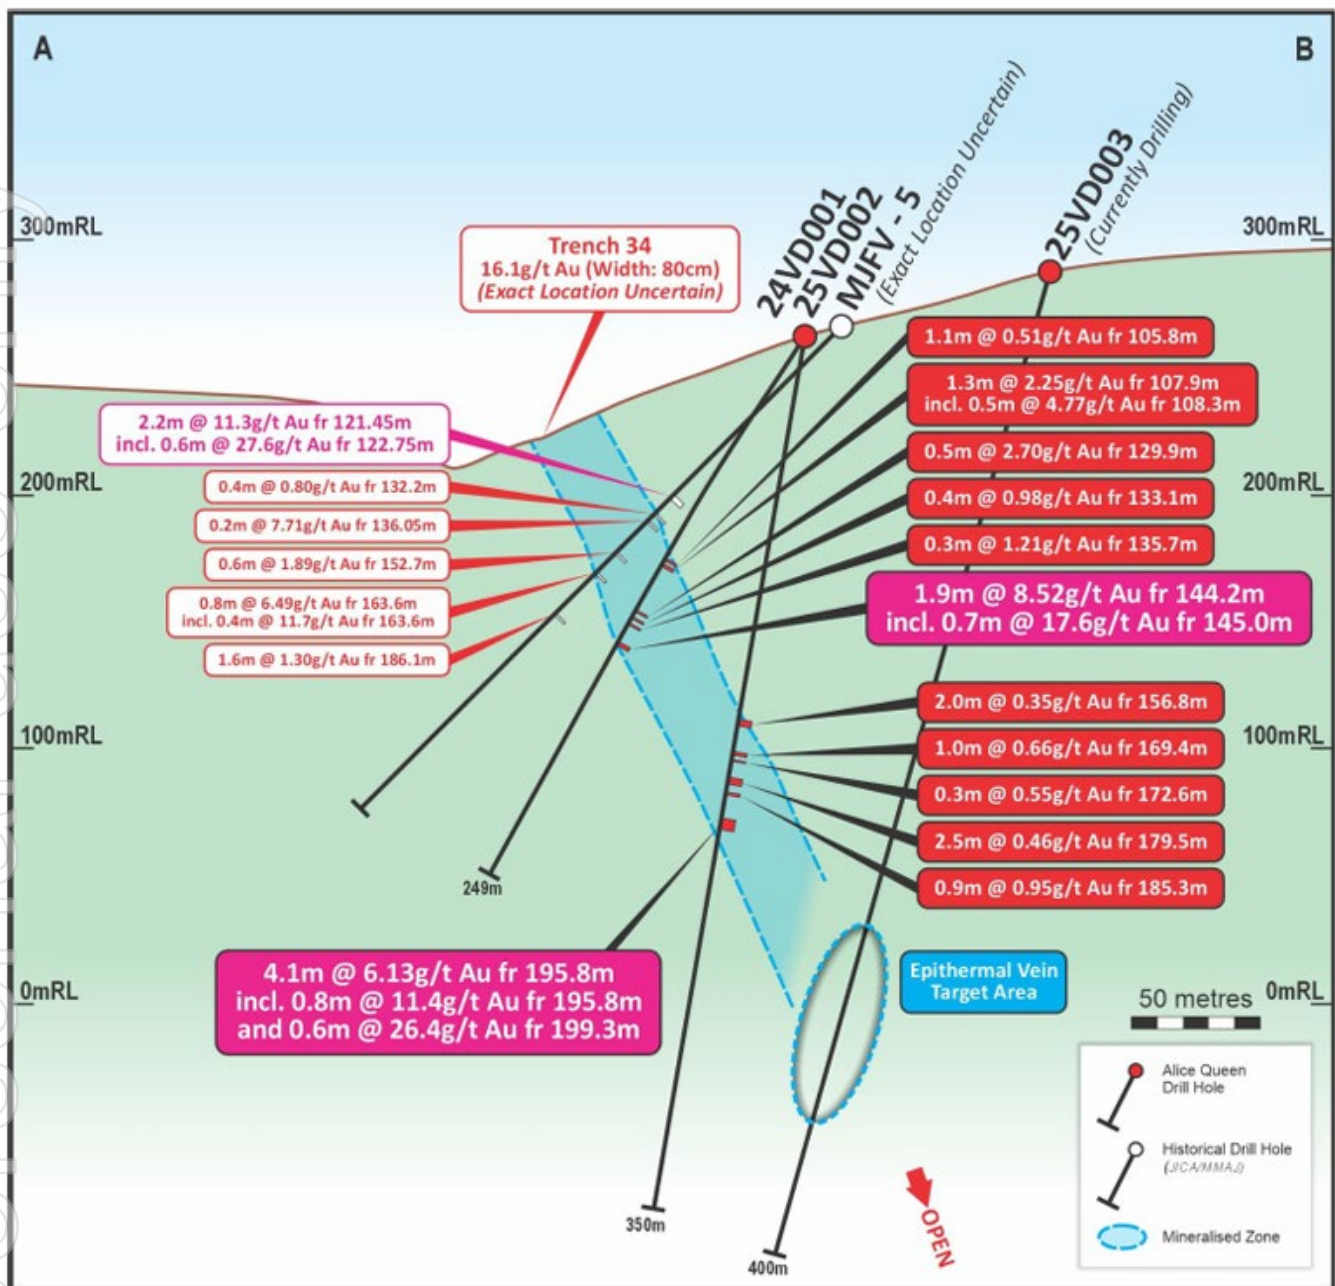 A
B
300mRL
300mRL
24VD001
25VD002
MJFV - 5
(Exact Location Uncertain)
25VD003
(Currently Drilling)
Trench 34
16.1g/t Au (Width: 80cm)
(Exact Location Uncertain)
2.2m @ 11.3g/t Au fr 121.45m
incl. 0.6m @ 27.6g/t Au fr 122.75m
0.4m @ 0.80g/t Au fr 132.2m
0.2m @ 7.71g/t Au fr 136.05m
0.6m @ 1.89g/t Au fr 152.7m
0.8m @ 6.49g/t Au fr 163.6m
incl. 0.4m @ 11.7g/t Au fr 163.6m
1.6m @ 1.30g/t Au fr 186.1m
200mRL
200mRL
1.1m @ 0.51g/t Au fr 105.8m
1.3m @ 2.25g/t Au fr 107.9m
incl. 0.5m @ 4.77g/t Au fr 108.3m
0.5m @ 2.70g/t Au fr 129.9m
0.4m @ 0.98g/t Au fr 133.1m
0.3m @ 1.21g/t Au fr 135.7m
1.9m @ 8.52g/t Au fr 144.2m
incl. 0.7m @ 17.6g/t Au fr 145.0m
100mRL
100mRL
2.0m @ 0.35g/t Au fr 156.8m
1.0m @ 0.66g/t Au fr 169.4m
0.3m @ 0.55g/t Au fr 172.6m
2.5m @ 0.46g/t Au fr 179.5m
0.9m @ 0.95g/t Au fr 185.3m
249m
4.1m @ 6.13g/t Au fr 195.8m
incl. 0.8m @ 11.4g/t Au fr 195.8m
and 0.6m @ 26.4g/t Au fr 199.3m
0mRL
0mRL
Epithermal Vein
Target Area
50 metres
Alice Queen
Drill Hole
Historical Drill Hole
(JICA/MMAJ)
Mineralised Zone
OPEN
350m
400m